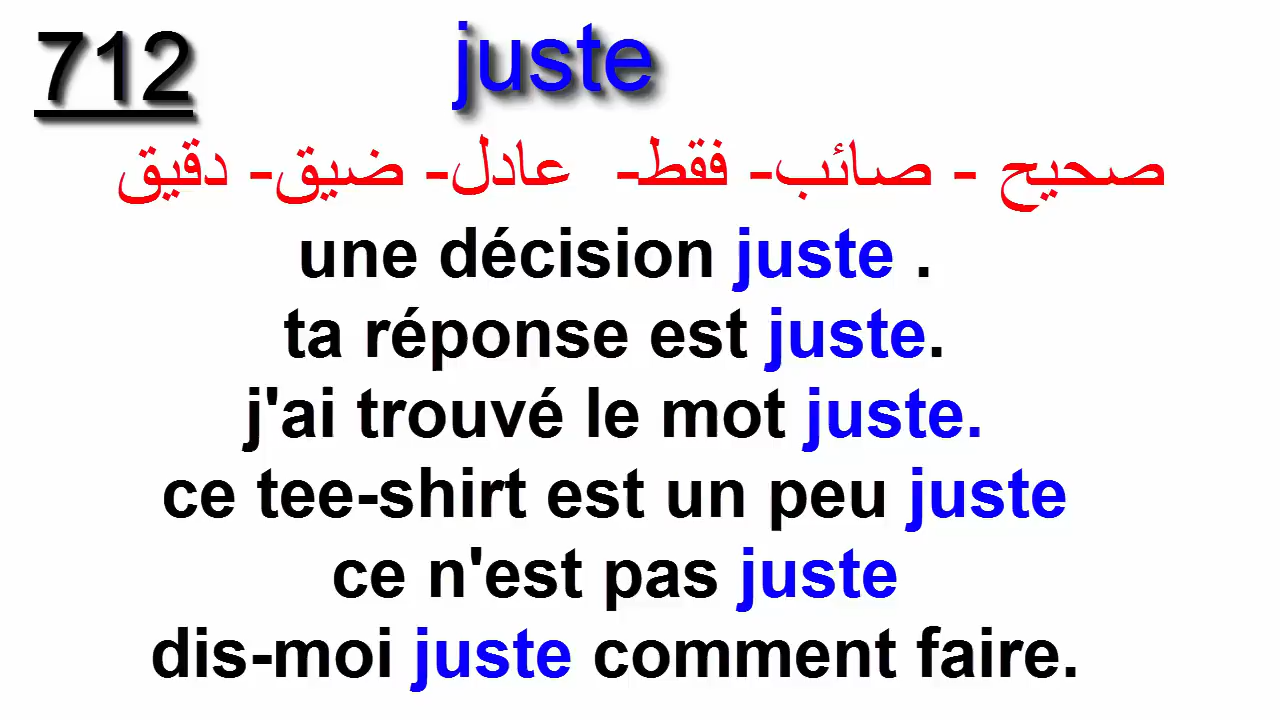 712 juste
صحيح - صائب- فقط- عادل- ضيق- دقيق
une décision juste .
ta réponse est juste.
j'ai trouvé le mot juste.
ce tee-shirt est un peu juste
ce n'est pas juste
dis-moi juste comment faire.